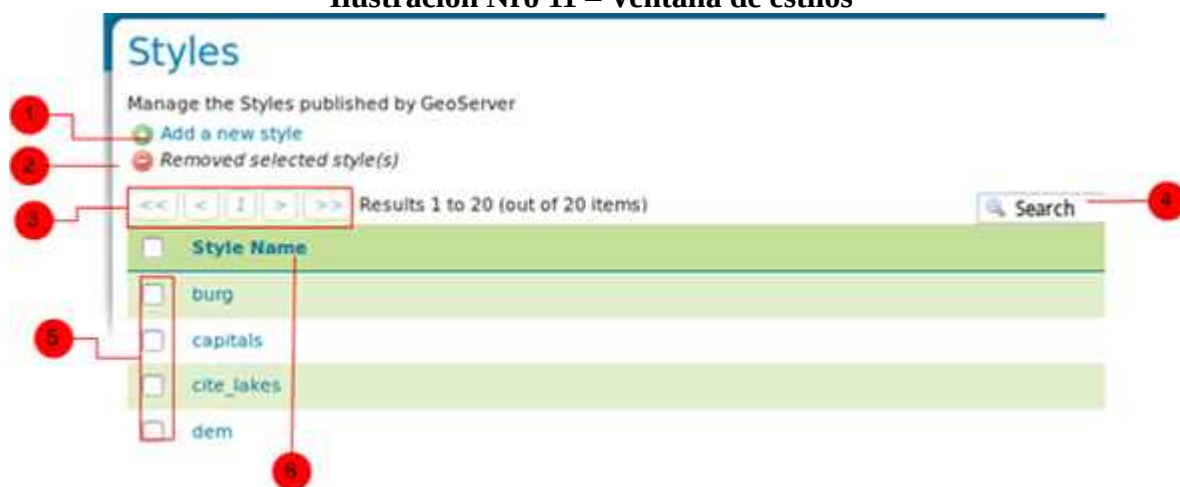 Ilustración Nro 11 – Ventana de estilos
Styles
Manage the Styles published by GeoServer
1
Add a new style
2
Removed selected style(s)
3
<< < 1 > >> Results 1 to 20 (out of 20 items)
Search
4
Style Name
burg
5
capitals
cite_lakes
dem
6